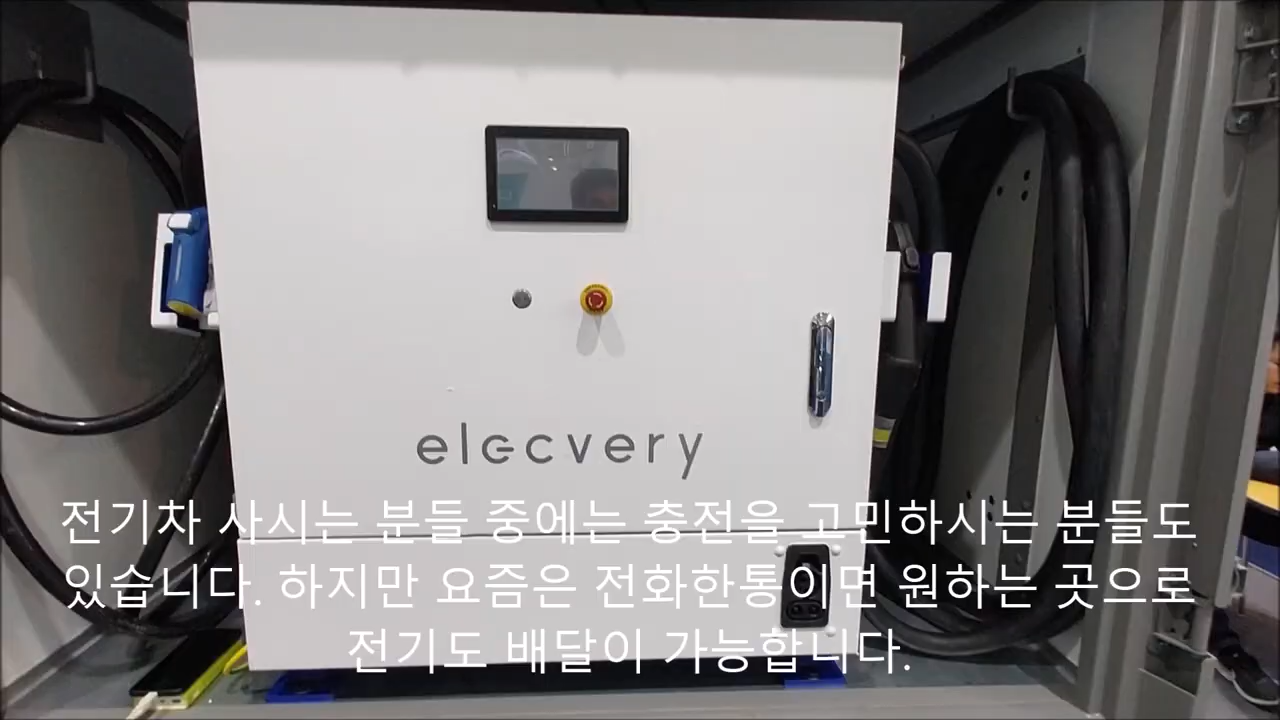 elecvery
전기차 사시는 분들 중에는 충전을 고민하시는 분들도
있습니다. 하지만 요즘은 전화한통이면 원하는 곳으로
전기도 배달이 가능합니다.